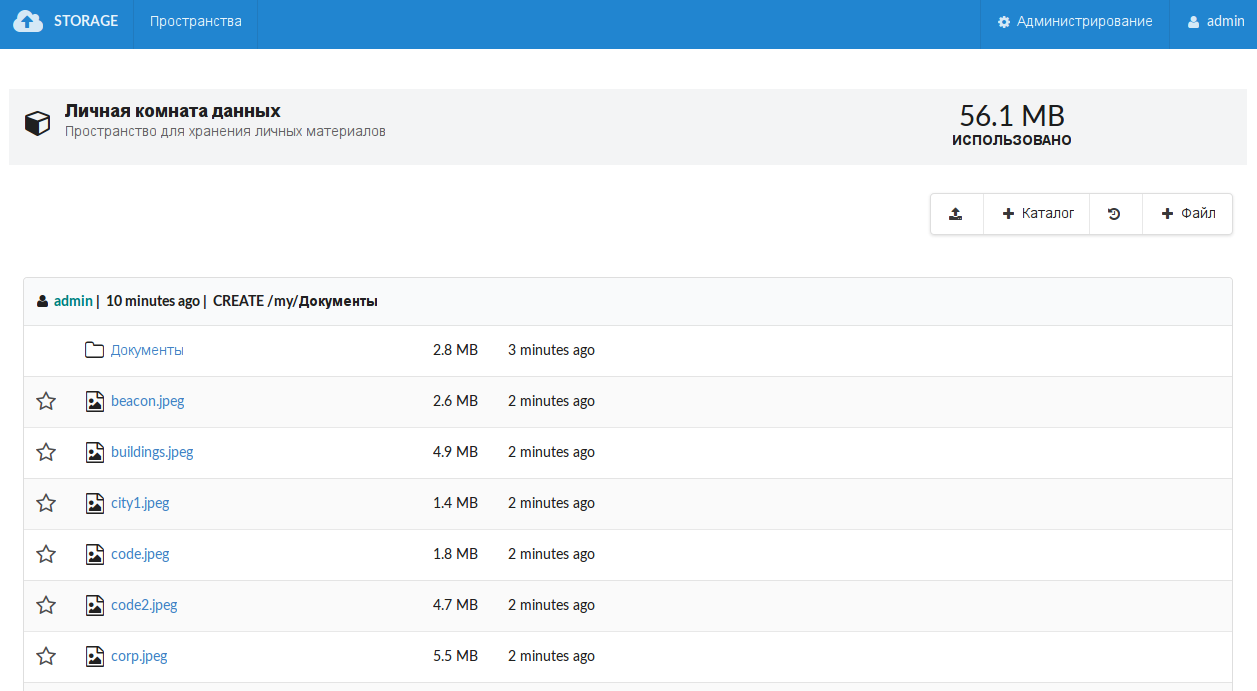 STORAGE Пространства Администрирование admin
Личная комната данных
Пространство для хранения личных материалов
56.1 MB
ИСПОЛЬЗОВАНО
Каталог Файл
admin | 10 minutes ago | CREATE /my/Документы
Документы 2.8 MB 3 minutes ago
beacon.jpeg 2.6 MB 2 minutes ago
buildings.jpeg 4.9 MB 2 minutes ago
city1.jpeg 1.4 MB 2 minutes ago
code.jpeg 1.8 MB 2 minutes ago
code2.jpeg 4.7 MB 2 minutes ago
corp.jpeg 5.5 MB 2 minutes ago